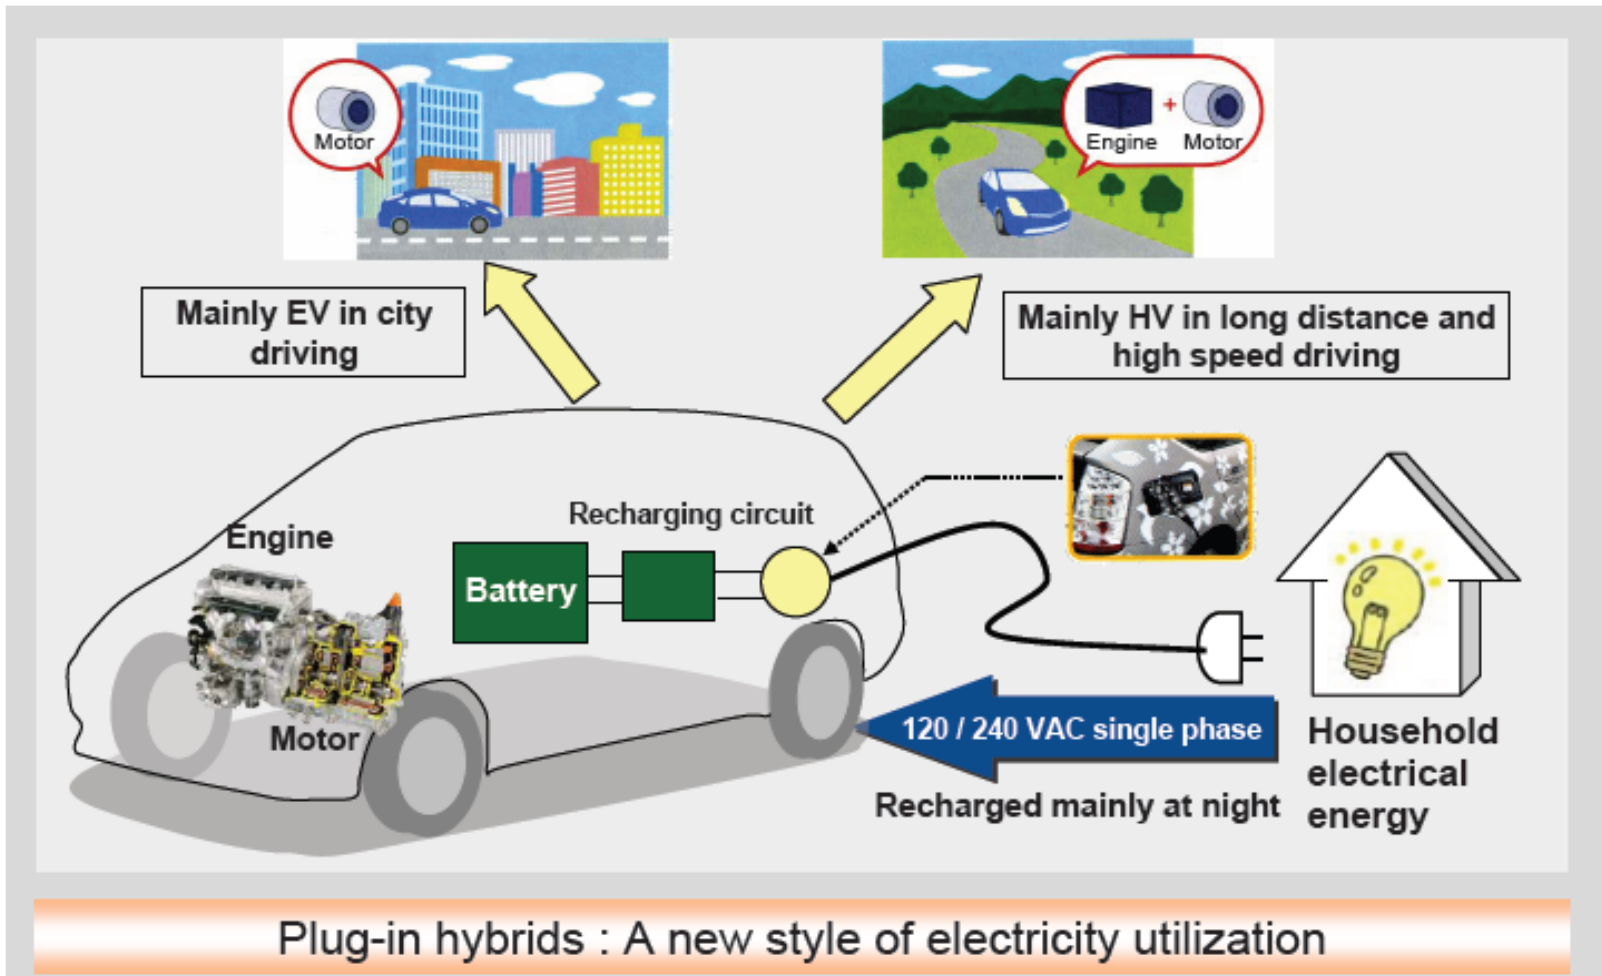 Motor
Engine
+
Motor
Mainly EV in city
driving
Mainly HV in long distance and
high speed driving
Recharging circuit
Engine
Battery
Motor
120 / 240 VAC single phase
Recharged mainly at night
Household
electrical
energy
Plug-in hybrids : A new style of electricity utilization